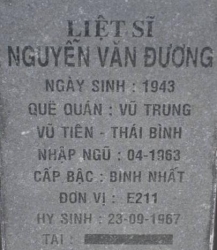 LIỆT SĨ
NGUYỄN VĂN ĐƯƠNG
NGÀY SINH : 1943
QUÊ QUÁN : VŨ TRUNG
VŨ TIÊN - THÁI BÌNH
NHẬP NGŨ : 04-1963
CẤP BẬC : BÌNH NHẤT
ĐƠN VỊ : E211
HY SINH : 23-09-1967
TẠI :